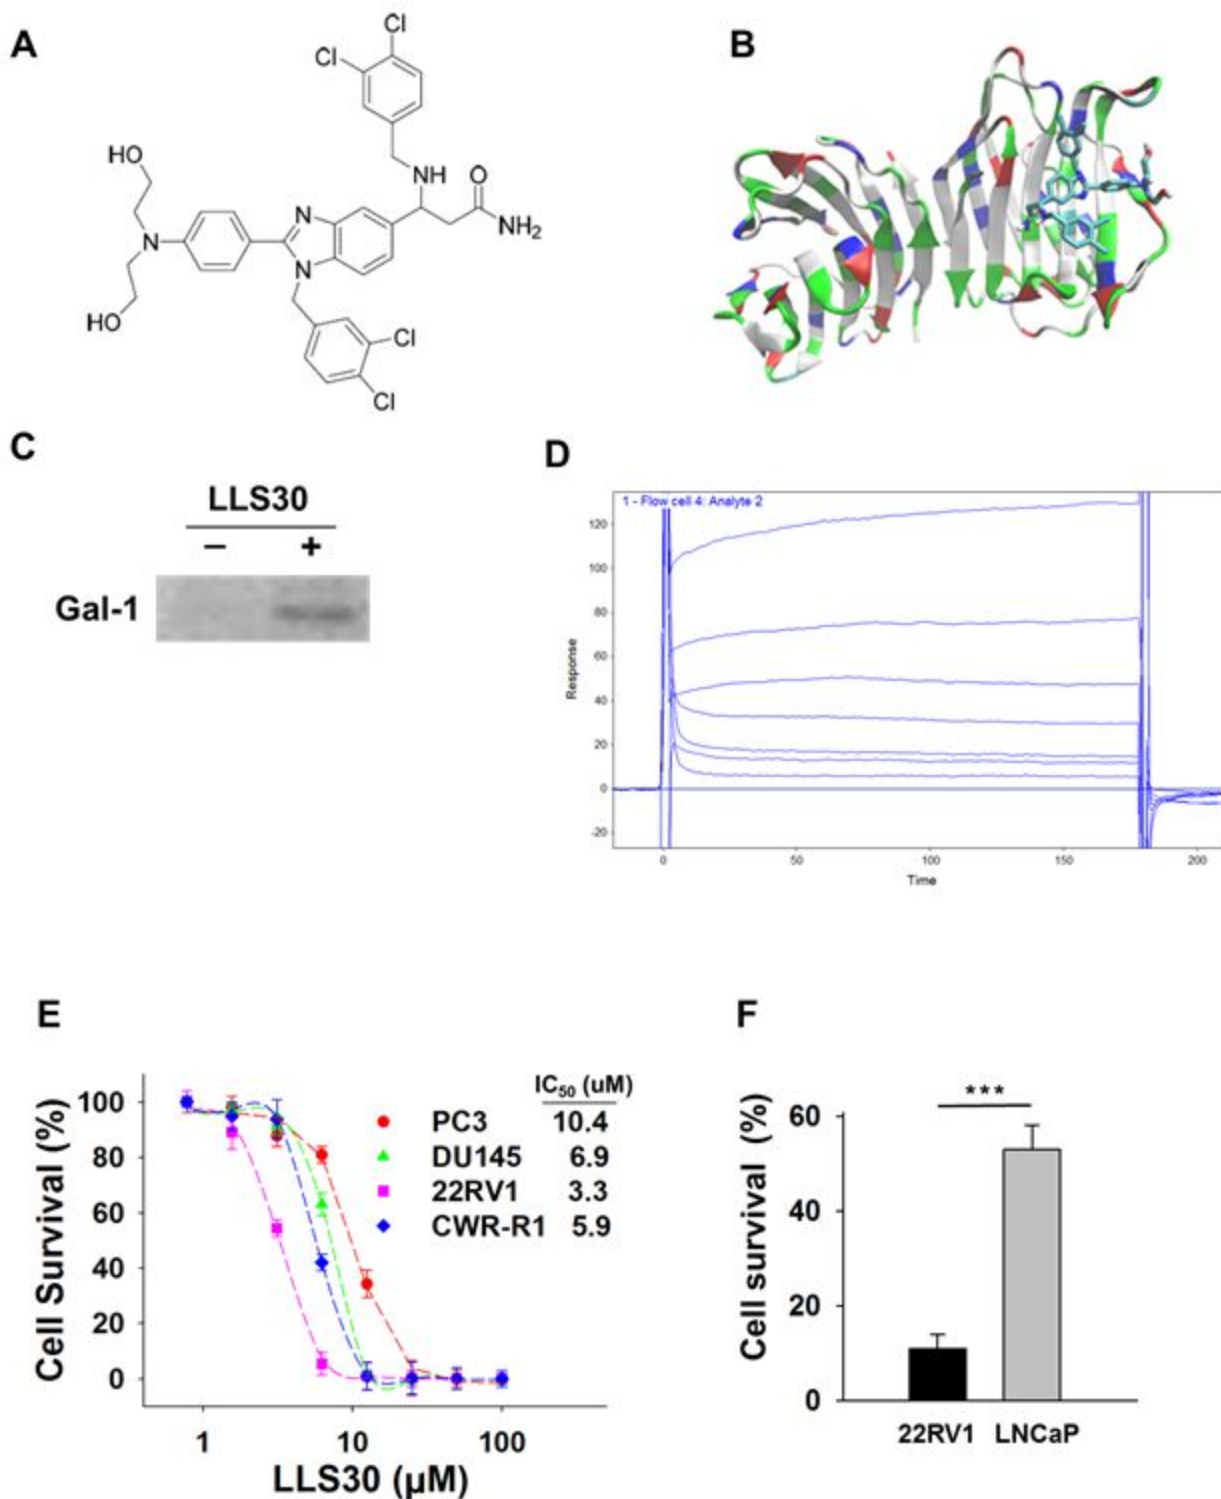 A
Cl
Cl
HO
NH
O
NH₂
N
N
N
HO
Cl
Cl
B
C
LLS30
– +
Gal-1
D
1 - Flow cell 4: Analyte 2
120
100
80
60
40
20
0
-20
Response
0 50 100 150 200
Time
E
IC₅₀ (uM)
PC3 10.4
DU145 6.9
22RV1 3.3
CWR-R1 5.9
100
80
60
40
20
0
Cell Survival (%)
1 10 100
LLS30 (μM)
F
***
60
40
20
0
Cell survival (%)
22RV1 LNCaP